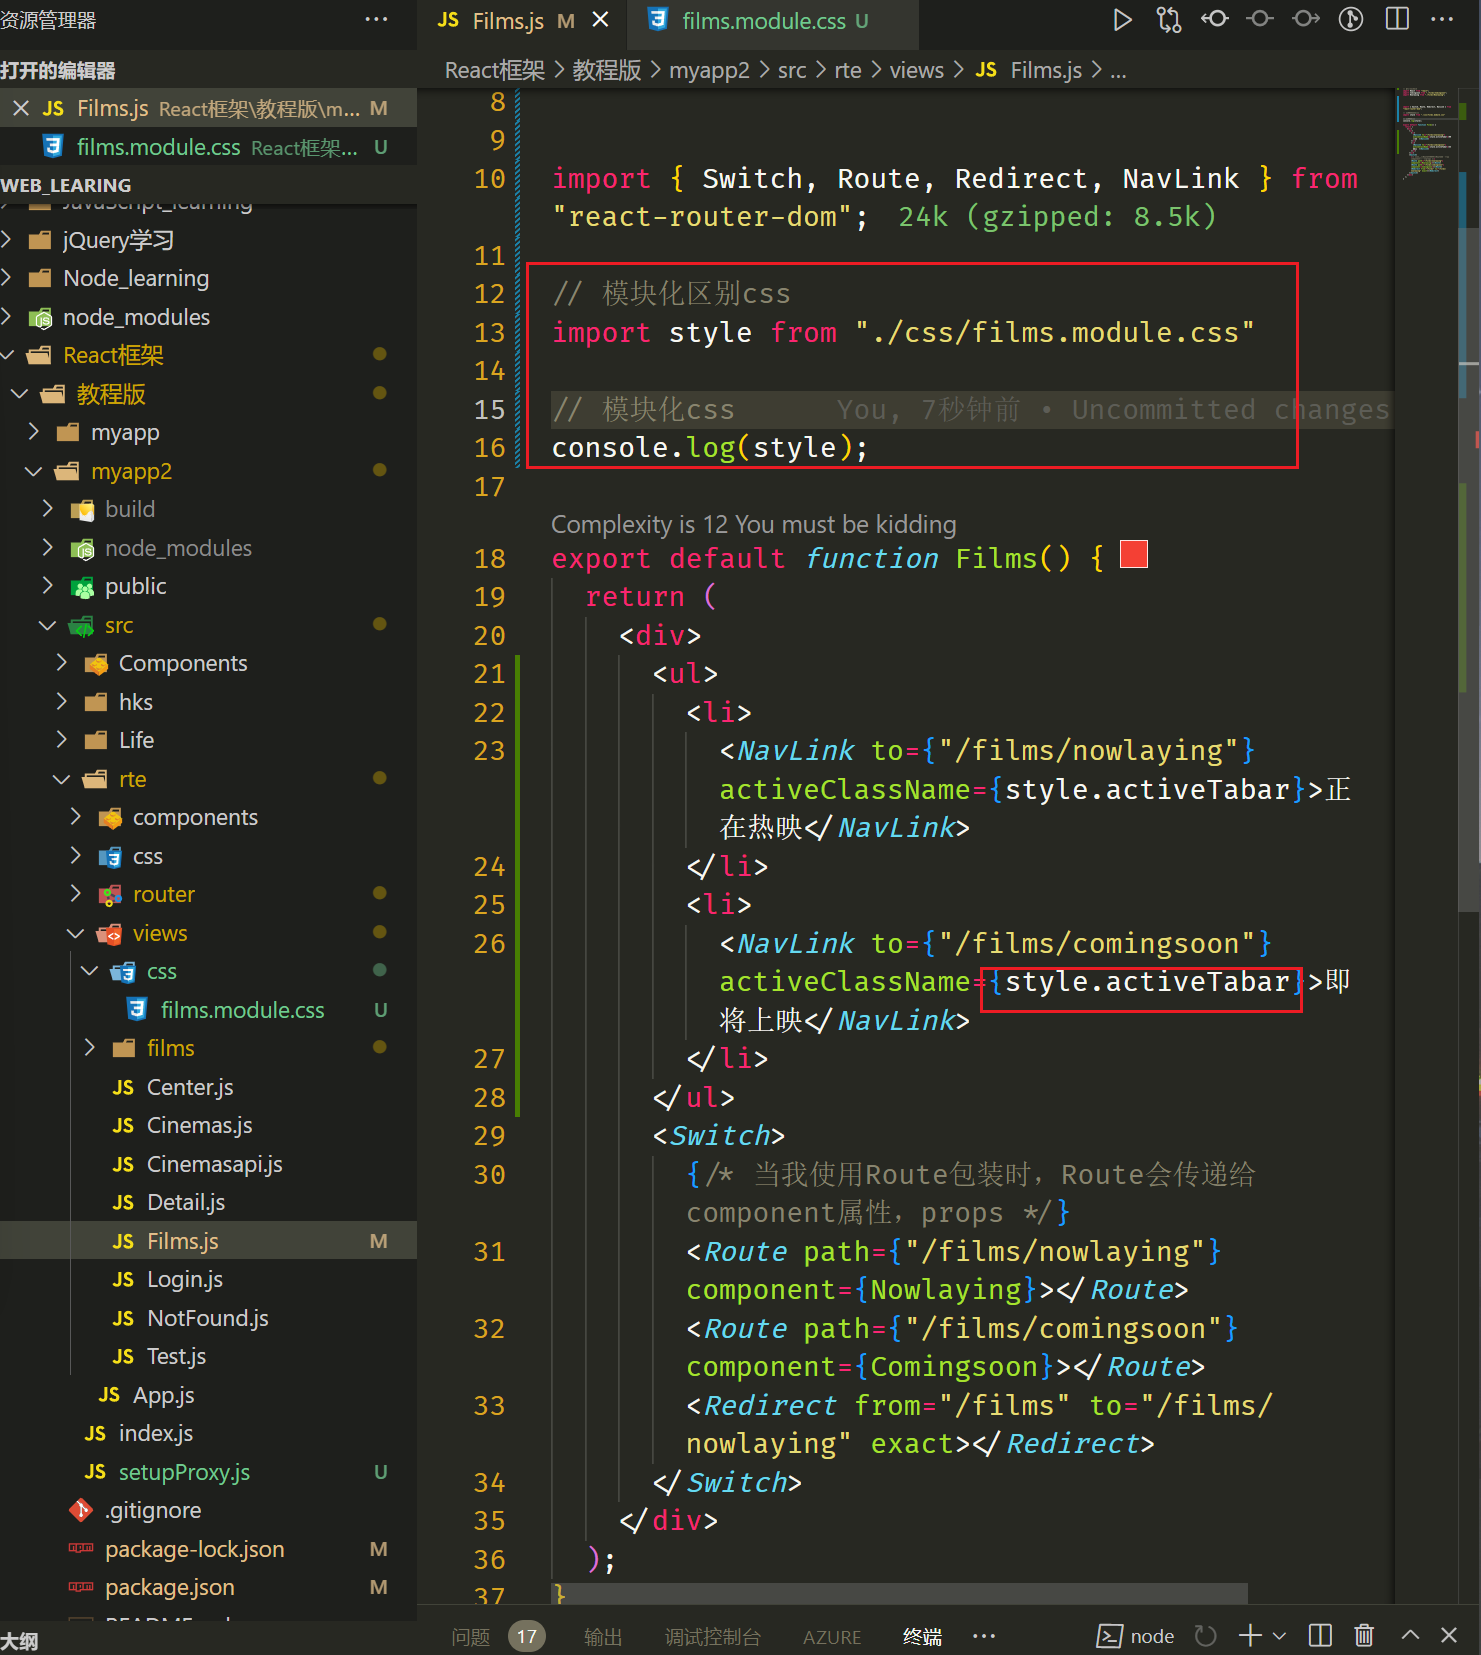 资源管理器 ···
JS Films.js M films.module.css U
打开的编辑器
React框架 > 教程版 > myapp2 > src > rte > views > JS Films.js > ...
JS Films.js React框架\教程版\m... M
films.module.css React框架... U
WEB_LEARING
JavaScript_learning
jQuery学习
Node_learning
node_modules
React框架
教程版
myapp
myapp2
build
node_modules
public
src
Components
hks
Life
rte
components
css
router
views
css
films.module.css U
films
JS Center.js
JS Cinemas.js
JS Cinemasapi.js
JS Detail.js
JS Films.js M
JS Login.js
JS NotFound.js
JS Test.js
JS App.js
JS index.js
JS setupProxy.js U
.gitignore
package-lock.json M
package.json M
大纲
8
9
10 import { Switch, Route, Redirect, NavLink } from
"react-router-dom"; 24k (gzipped: 8.5k)
11
12 // 模块化区别css
13 import style from "./css/films.module.css"
14
15 // 模块化css You, 7秒钟前 • Uncommitted changes
16 console.log(style);
17
Complexity is 12 You must be kidding
18 export default function Films() {
19 return (
20 <div>
21 <ul>
22 <li>
23 <NavLink to={"/films/nowlaying"}
activeClassName={style.activeTabar}>正
在热映</NavLink>
24 </li>
25 <li>
26 <NavLink to={"/films/comingsoon"}
activeClassName={style.activeTabar}>即
将上映</NavLink>
27 </li>
28 </ul>
29 <Switch>
30 {/* 当我使用Route包装时，Route会传递给
component属性，props */}
31 <Route path={"/films/nowlaying"}
component={Nowlaying}></Route>
32 <Route path={"/films/comingsoon"}
component={Comingsoon}></Route>
33 <Redirect from="/films" to="/films/
nowlaying" exact></Redirect>
34 </Switch>
35 </div>
36 );
37 }
问题 17 输出 调试控制台 AZURE 终端 ··· node